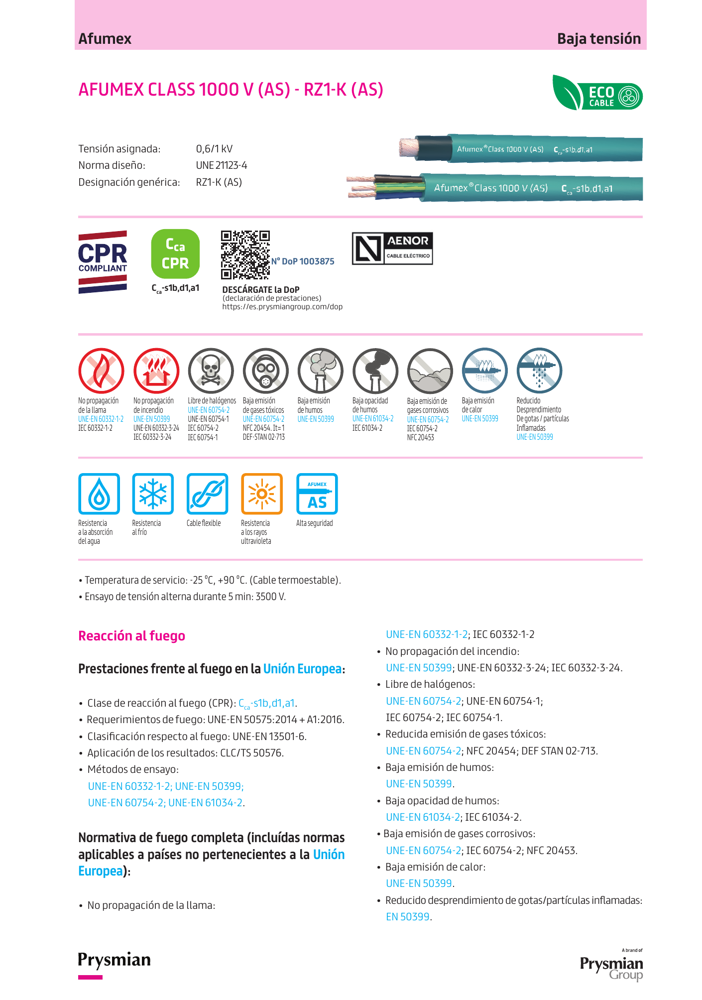 Afumex
Baja tensión
AFUMEX CLASS 1000 V (AS) - RZ1-K (AS)
ECO
CABLE
Tensión asignada: 0,6/1 kV
Norma diseño: UNE 21123-4
Designación genérica: RZ1-K (AS)
Afumex®Class 1000 V (AS) Cca-s1b,d1,a1
Afumex®Class 1000 V (AS) Cca-s1b,d1,a1
CPR
COMPLIANT
Cca
CPR
Cca-s1b,d1,a1
Nº DoP 1003875
DESCÁRGATE la DoP
(declaración de prestaciones)
https://es.prysmiangroup.com/dop
AENOR
CABLE ELÉCTRICO
No propagación
de la llama
UNE-EN 60332-1-2
IEC 60332-1-2
No propagación
de incendio
UNE-EN 50399
UNE-EN 60332-3-24
IEC 60332-3-24
Libre de halógenos
UNE-EN 60754-2
UNE-EN 60754-1
IEC 60754-2
IEC 60754-1
Baja emisión
de gases tóxicos
UNE-EN 60754-2
NFC 20454. It= 1
DEF-STAN 02-713
Baja emisión
de humos
UNE-EN 50399
Baja opacidad
de humos
UNE-EN 61034-2
IEC 61034-2
Baja emisión de
gases corrosivos
UNE-EN 60754-2
IEC 60754-2
NFC 20453
Baja emisión
de calor
UNE-EN 50399
Reducido
Desprendimiento
De gotas / partículas
Inflamadas
UNE-EN 50399
Resistencia
a la absorción
del agua
Resistencia
al frío
Cable flexible
Resistencia
a los rayos
ultravioleta
AFUMEX
AS
Alta seguridad
• Temperatura de servicio: -25 ºC, +90 ºC. (Cable termoestable).
• Ensayo de tensión alterna durante 5 min: 3500 V.
Reacción al fuego
Prestaciones frente al fuego en la Unión Europea:
• Clase de reacción al fuego (CPR): Cca-s1b,d1,a1.
• Requerimientos de fuego: UNE-EN 50575:2014 + A1:2016.
• Clasificación respecto al fuego: UNE-EN 13501-6.
• Aplicación de los resultados: CLC/TS 50576.
• Métodos de ensayo:
UNE-EN 60332-1-2; UNE-EN 50399;
UNE-EN 60754-2; UNE-EN 61034-2.
Normativa de fuego completa (incluídas normas
aplicables a países no pertenecientes a la Unión
Europea):
• No propagación de la llama:
UNE-EN 60332-1-2; IEC 60332-1-2
• No propagación del incendio:
UNE-EN 50399; UNE-EN 60332-3-24; IEC 60332-3-24.
• Libre de halógenos:
UNE-EN 60754-2; UNE-EN 60754-1;
IEC 60754-2; IEC 60754-1.
• Reducida emisión de gases tóxicos:
UNE-EN 60754-2; NFC 20454; DEF STAN 02-713.
• Baja emisión de humos:
UNE-EN 50399.
• Baja opacidad de humos:
UNE-EN 61034-2; IEC 61034-2.
• Baja emisión de gases corrosivos:
UNE-EN 60754-2; IEC 60754-2; NFC 20453.
• Baja emisión de calor:
UNE-EN 50399.
• Reducido desprendimiento de gotas/partículas inflamadas:
EN 50399.
Prysmian
A brand of
Prysmian
Group